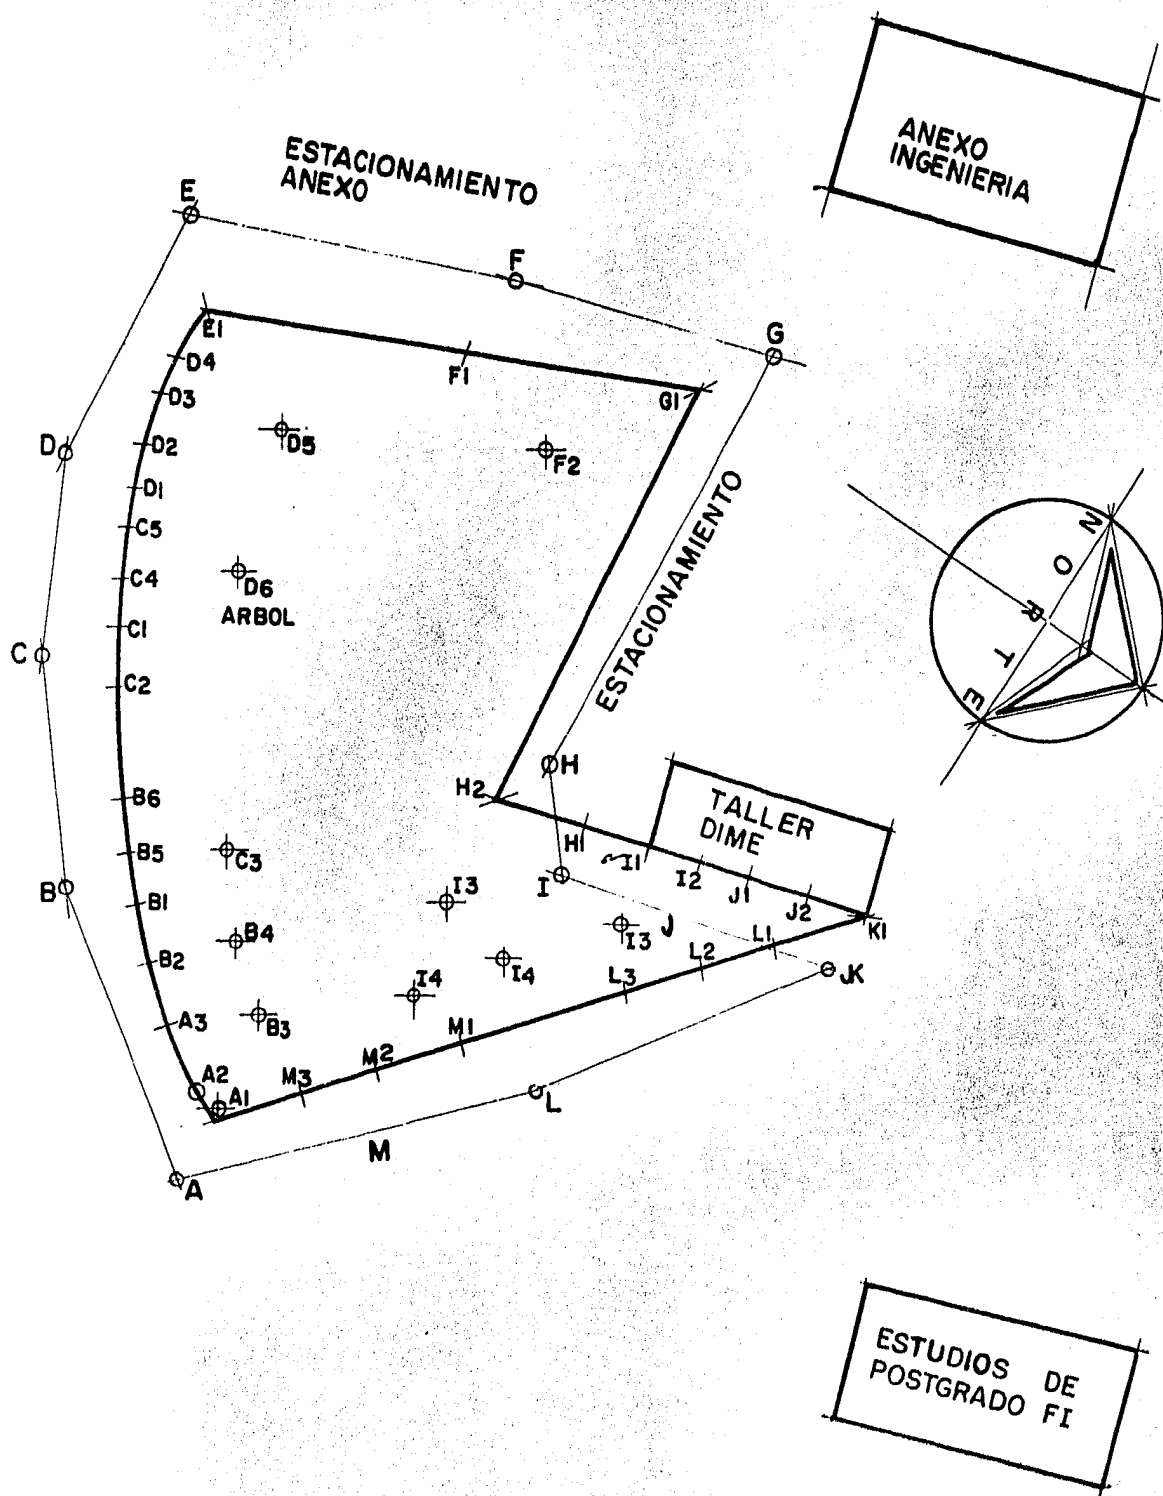 ANEXO
INGENIERIA
ESTACIONAMIENTO
ANEXO
E
F
G
E1
D4
F1
D3
G1
D
D2
D5
F2
D1
C5
C4
D6
ARBOL
C1
C
C2
ESTACIONAMIENTO
NORTE
H
H2
B6
TALLER
DIME
H1
B5
C3
I1
I2
B
I
J1
J2
B1
I3
I3
J
K1
B4
L1
B2
I4
L2
JK
I4
L3
A3
B3
M1
M2
A2
M3
A1
L
M
A
ESTUDIOS DE
POSTGRADO FI